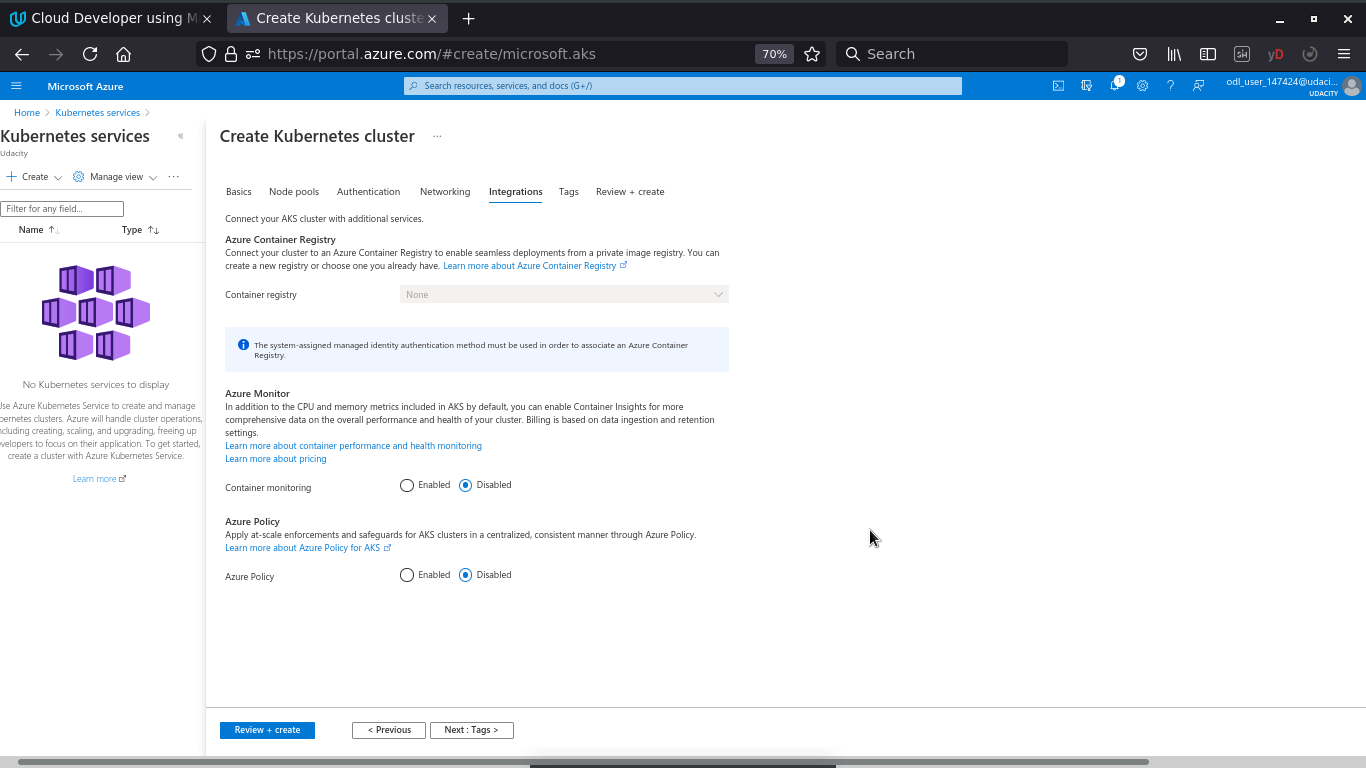 Cloud Developer using M
Create Kubernetes cluste
https://portal.azure.com/#create/microsoft.aks
70%
Search
Microsoft Azure
Search resources, services, and docs (G+/)
1
odl_user_147424@udaci...
UDACITY
Home
Kubernetes services
Kubernetes services
Udacity
Create
Manage view
Filter for any field...
Name
Type
No Kubernetes services to display
Use Azure Kubernetes Service to create and manage
bernetes clusters. Azure will handle cluster operations,
ncluding creating, scaling, and upgrading, freeing up
evelopers to focus on their application. To get started,
create a cluster with Azure Kubernetes Service.
Learn more
Create Kubernetes cluster
...
Basics
Node pools
Authentication
Networking
Integrations
Tags
Review + create
Connect your AKS cluster with additional services.
Azure Container Registry
Connect your cluster to an Azure Container Registry to enable seamless deployments from a private image registry. You can
create a new registry or choose one you already have. Learn more about Azure Container Registry
Container registry
None
The system-assigned managed identity authentication method must be used in order to associate an Azure Container
Registry.
Azure Monitor
In addition to the CPU and memory metrics included in AKS by default, you can enable Container Insights for more
comprehensive data on the overall performance and health of your cluster. Billing is based on data ingestion and retention
settings.
Learn more about container performance and health monitoring
Learn more about pricing
Container monitoring
Enabled
Disabled
Azure Policy
Apply at-scale enforcements and safeguards for AKS clusters in a centralized, consistent manner through Azure Policy.
Learn more about Azure Policy for AKS
Azure Policy
Enabled
Disabled
Review + create
< Previous
Next : Tags >